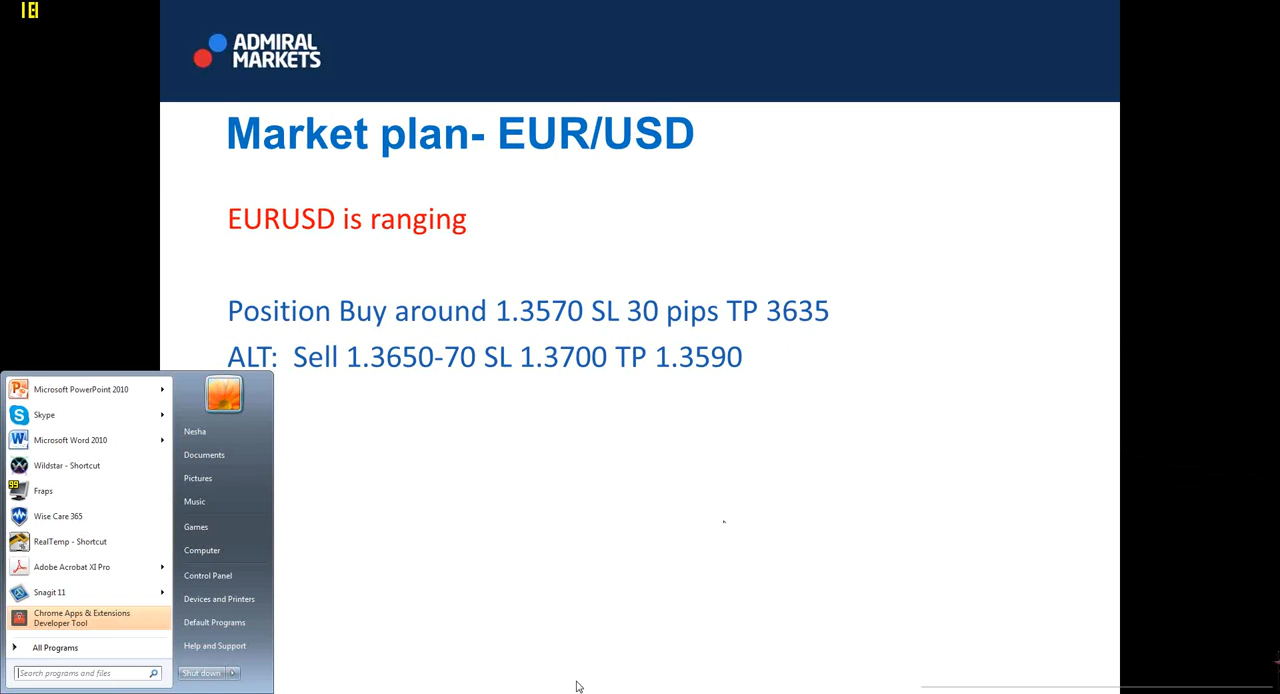 ADMIRAL
MARKETS
Market plan- EUR/USD
EURUSD is ranging
Position Buy around 1.3570 SL 30 pips TP 3635
ALT: Sell 1.3650-70 SL 1.3700 TP 1.3590
Microsoft PowerPoint 2010
Skype
Microsoft Word 2010
Wildstar - Shortcut
99
Fraps
Wise Care 365
RealTemp - Shortcut
Adobe Acrobat XI Pro
Snagit 11
Chrome Apps & Extensions
Developer Tool
All Programs
Search programs and files
Nesha
Documents
Pictures
Music
Games
Computer
Control Panel
Devices and Printers
Default Programs
Help and Support
Shut down